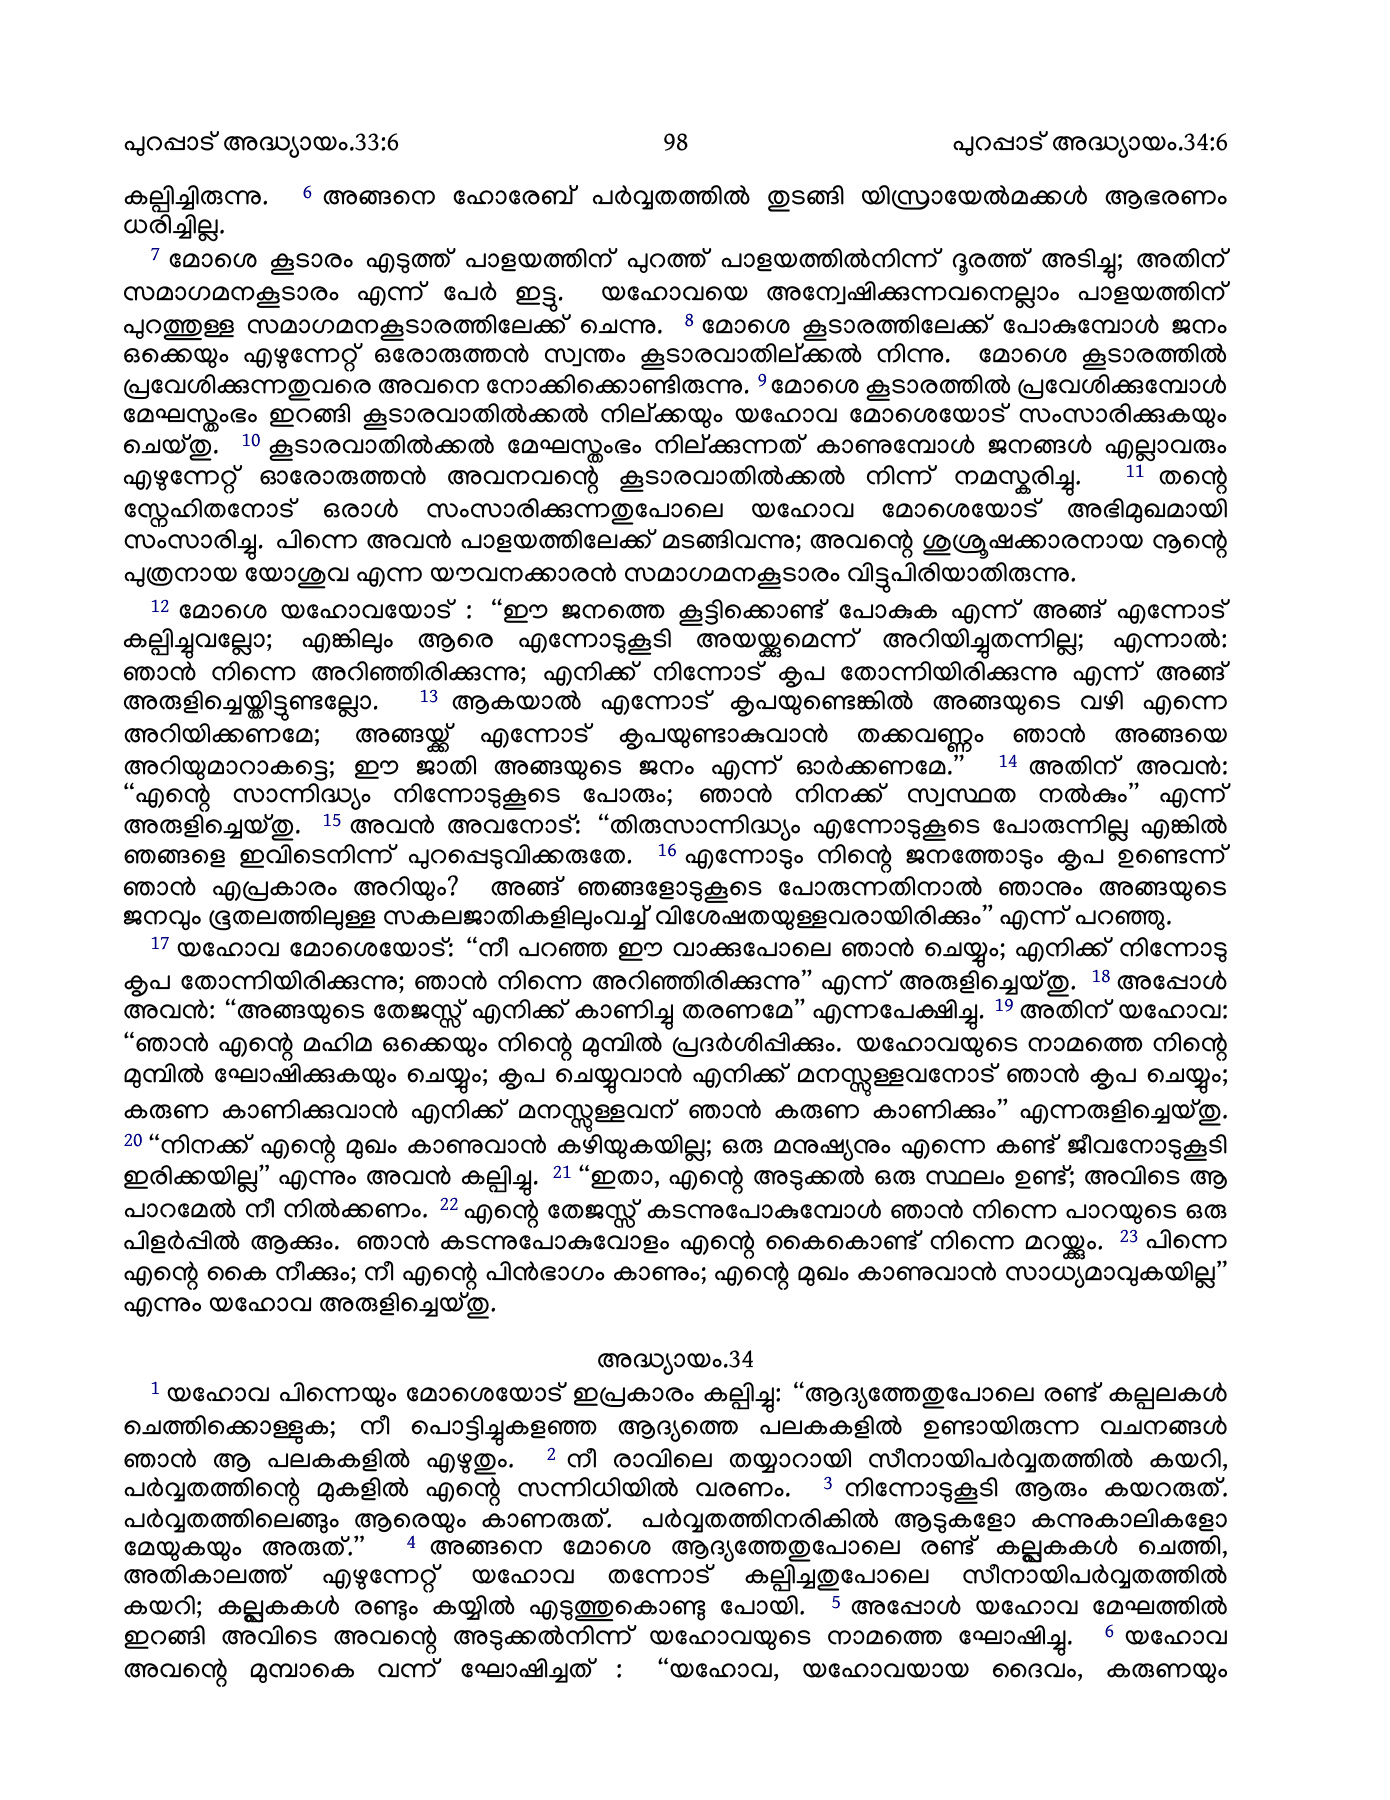 പുറപ്പാട് അദ്ധ്യായം.33:6 98 പുറപ്പാട് അദ്ധ്യായം.34:6
കല്പിച്ചിരുന്നു. 6 അങ്ങനെ ഹോരേബ് പർവ്വതത്തിൽ തുടങ്ങി യിസ്രായേൽമക്കൾ ആഭരണം
ധരിച്ചില്ല.
7 മോശെ കൂടാരം എടുത്ത് പാളയത്തിന് പുറത്ത് പാളയത്തിൽനിന്ന് ദൂരത്ത് അടിച്ചു; അതിന്
സമാഗമനകൂടാരം എന്ന് പേർ ഇട്ടു. യഹോവയെ അന്വേഷിക്കുന്നവനെല്ലാം പാളയത്തിന്
പുറത്തുള്ള സമാഗമനകൂടാരത്തിലേക്ക് ചെന്നു. 8 മോശെ കൂടാരത്തിലേക്ക് പോകുമ്പോൾ ജനം
ഒക്കെയും എഴുന്നേറ്റ് ഒരോരുത്തൻ സ്വന്തം കൂടാരവാതില്ക്കൽ നിന്നു. മോശെ കൂടാരത്തിൽ
പ്രവേശിക്കുന്നതുവരെ അവനെ നോക്കിക്കൊണ്ടിരുന്നു. 9 മോശെ കൂടാരത്തിൽ പ്രവേശിക്കുമ്പോൾ
മേഘസ്തംഭം ഇറങ്ങി കൂടാരവാതിൽക്കൽ നില്ക്കയും യഹോവ മോശെയോട് സംസാരിക്കുകയും
ചെയ്തു. 10 കൂടാരവാതിൽക്കൽ മേഘസ്തംഭം നില്ക്കുന്നത് കാണുമ്പോൾ ജനങ്ങൾ എല്ലാവരും
എഴുന്നേറ്റ് ഓരോരുത്തൻ അവനവന്റെ കൂടാരവാതിൽക്കൽ നിന്ന് നമസ്കരിച്ചു. 11 തന്റെ
സ്നേഹിതനോട് ഒരാൾ സംസാരിക്കുന്നതുപോലെ യഹോവ മോശെയോട് അഭിമുഖമായി
സംസാരിച്ചു. പിന്നെ അവൻ പാളയത്തിലേക്ക് മടങ്ങിവന്നു; അവന്റെ ശുശ്രൂഷക്കാരനായ നൂന്റെ
പുത്രനായ യോശുവ എന്ന യൗവനക്കാരൻ സമാഗമനകൂടാരം വിട്ടുപിരിയാതിരുന്നു.
12 മോശെ യഹോവയോട് : “ഈ ജനത്തെ കൂട്ടിക്കൊണ്ട് പോകുക എന്ന് അങ്ങ് എന്നോട്
കല്പിച്ചുവല്ലോ; എങ്കിലും ആരെ എന്നോടുകൂടി അയയ്ക്കുമെന്ന് അറിയിച്ചുതന്നില്ല; എന്നാൽ:
ഞാൻ നിന്നെ അറിഞ്ഞിരിക്കുന്നു; എനിക്ക് നിന്നോട് കൃപ തോന്നിയിരിക്കുന്നു എന്ന് അങ്ങ്
അരുളിച്ചെയ്തിട്ടുണ്ടല്ലോ. 13 ആകയാൽ എന്നോട് കൃപയുണ്ടെങ്കിൽ അങ്ങയുടെ വഴി എന്നെ
അറിയിക്കണമേ; അങ്ങയ്ക്ക് എന്നോട് കൃപയുണ്ടാകുവാൻ തക്കവണ്ണം ഞാൻ അങ്ങയെ
അറിയുമാറാകട്ടെ; ഈ ജാതി അങ്ങയുടെ ജനം എന്ന് ഓർക്കണമേ.” 14 അതിന് അവൻ:
“എന്റെ സാന്നിദ്ധ്യം നിന്നോടുകൂടെ പോരും; ഞാൻ നിനക്ക് സ്വസ്ഥത നൽകും” എന്ന്
അരുളിച്ചെയ്തു. 15 അവൻ അവനോട്: “തിരുസാന്നിദ്ധ്യം എന്നോടുകൂടെ പോരുന്നില്ല എങ്കിൽ
ഞങ്ങളെ ഇവിടെനിന്ന് പുറപ്പെടുവിക്കരുതേ. 16 എന്നോടും നിന്റെ ജനത്തോടും കൃപ ഉണ്ടെന്ന്
ഞാൻ എപ്രകാരം അറിയും? അങ്ങ് ഞങ്ങളോടുകൂടെ പോരുന്നതിനാൽ ഞാനും അങ്ങയുടെ
ജനവും ഭൂതലത്തിലുള്ള സകലജാതികളിലുംവച്ച് വിശേഷതയുള്ളവരായിരിക്കും” എന്ന് പറഞ്ഞു.
17 യഹോവ മോശെയോട്: “നീ പറഞ്ഞ ഈ വാക്കുപോലെ ഞാൻ ചെയ്യും; എനിക്ക് നിന്നോടു
കൃപ തോന്നിയിരിക്കുന്നു; ഞാൻ നിന്നെ അറിഞ്ഞിരിക്കുന്നു” എന്ന് അരുളിച്ചെയ്തു. 18 അപ്പോൾ
അവൻ: “അങ്ങയുടെ തേജസ്സ് എനിക്ക് കാണിച്ചു തരണമേ” എന്നപേക്ഷിച്ചു. 19 അതിന് യഹോവ:
“ഞാൻ എന്റെ മഹിമ ഒക്കെയും നിന്റെ മുമ്പിൽ പ്രദർശിപ്പിക്കും. യഹോവയുടെ നാമത്തെ നിന്റെ
മുമ്പിൽ ഘോഷിക്കുകയും ചെയ്യും; കൃപ ചെയ്യുവാൻ എനിക്ക് മനസ്സുള്ളവനോട് ഞാൻ കൃപ ചെയ്യും;
കരുണ കാണിക്കുവാൻ എനിക്ക് മനസ്സുള്ളവന് ഞാൻ കരുണ കാണിക്കും” എന്നരുളിച്ചെയ്തു.
20 “നിനക്ക് എന്റെ മുഖം കാണുവാൻ കഴിയുകയില്ല; ഒരു മനുഷ്യനും എന്നെ കണ്ട് ജീവനോടുകൂടി
ഇരിക്കയില്ല” എന്നും അവൻ കല്പിച്ചു. 21 “ഇതാ, എന്റെ അടുക്കൽ ഒരു സ്ഥലം ഉണ്ട്; അവിടെ ആ
പാറമേൽ നീ നിൽക്കണം. 22 എന്റെ തേജസ്സ് കടന്നുപോകുമ്പോൾ ഞാൻ നിന്നെ പാറയുടെ ഒരു
പിളർപ്പിൽ ആക്കും. ഞാൻ കടന്നുപോകുവോളം എന്റെ കൈകൊണ്ട് നിന്നെ മറയ്ക്കും. 23 പിന്നെ
എന്റെ കൈ നീക്കും; നീ എന്റെ പിൻഭാഗം കാണും; എന്റെ മുഖം കാണുവാൻ സാധ്യമാവുകയില്ല”
എന്നും യഹോവ അരുളിച്ചെയ്തു.
അദ്ധ്യായം.34
1 യഹോവ പിന്നെയും മോശെയോട് ഇപ്രകാരം കല്പിച്ചു: “ആദ്യത്തേതുപോലെ രണ്ട് കല്പലകൾ
ചെത്തിക്കൊള്ളുക; നീ പൊട്ടിച്ചുകളഞ്ഞ ആദ്യത്തെ പലകകളിൽ ഉണ്ടായിരുന്ന വചനങ്ങൾ
ഞാൻ ആ പലകകളിൽ എഴുതും. 2 നീ രാവിലെ തയ്യാറായി സീനായിപർവ്വതത്തിൽ കയറി,
പർവ്വതത്തിന്റെ മുകളിൽ എന്റെ സന്നിധിയിൽ വരണം. 3 നിന്നോടുകൂടി ആരും കയറരുത്.
പർവ്വതത്തിലെങ്ങും ആരെയും കാണരുത്. പർവ്വതത്തിനരികിൽ ആടുകളോ കന്നുകാലികളോ
മേയുകയും അരുത്.” 4 അങ്ങനെ മോശെ ആദ്യത്തേതുപോലെ രണ്ട് ചെത്തി,
അതികാലത്ത് എഴുന്നേറ്റ് യഹോവ തന്നോട് കല്പിച്ചതുപോലെ സീനായിപർവ്വതത്തിൽ
കയറി; രണ്ടും കയ്യിൽ എടുത്തുകൊണ്ടു പോയി. 5 അപ്പോൾ യഹോവ മേഘത്തിൽ
ഇറങ്ങി അവിടെ അവന്റെ അടുക്കൽനിന്ന് യഹോവയുടെ നാമത്തെ ഘോഷിച്ചു. 6 യഹോവ
അവന്റെ മുമ്പാകെ വന്ന് ഘോഷിച്ചത് : “യഹോവ, യഹോവയായ ദൈവം, കരുണയും